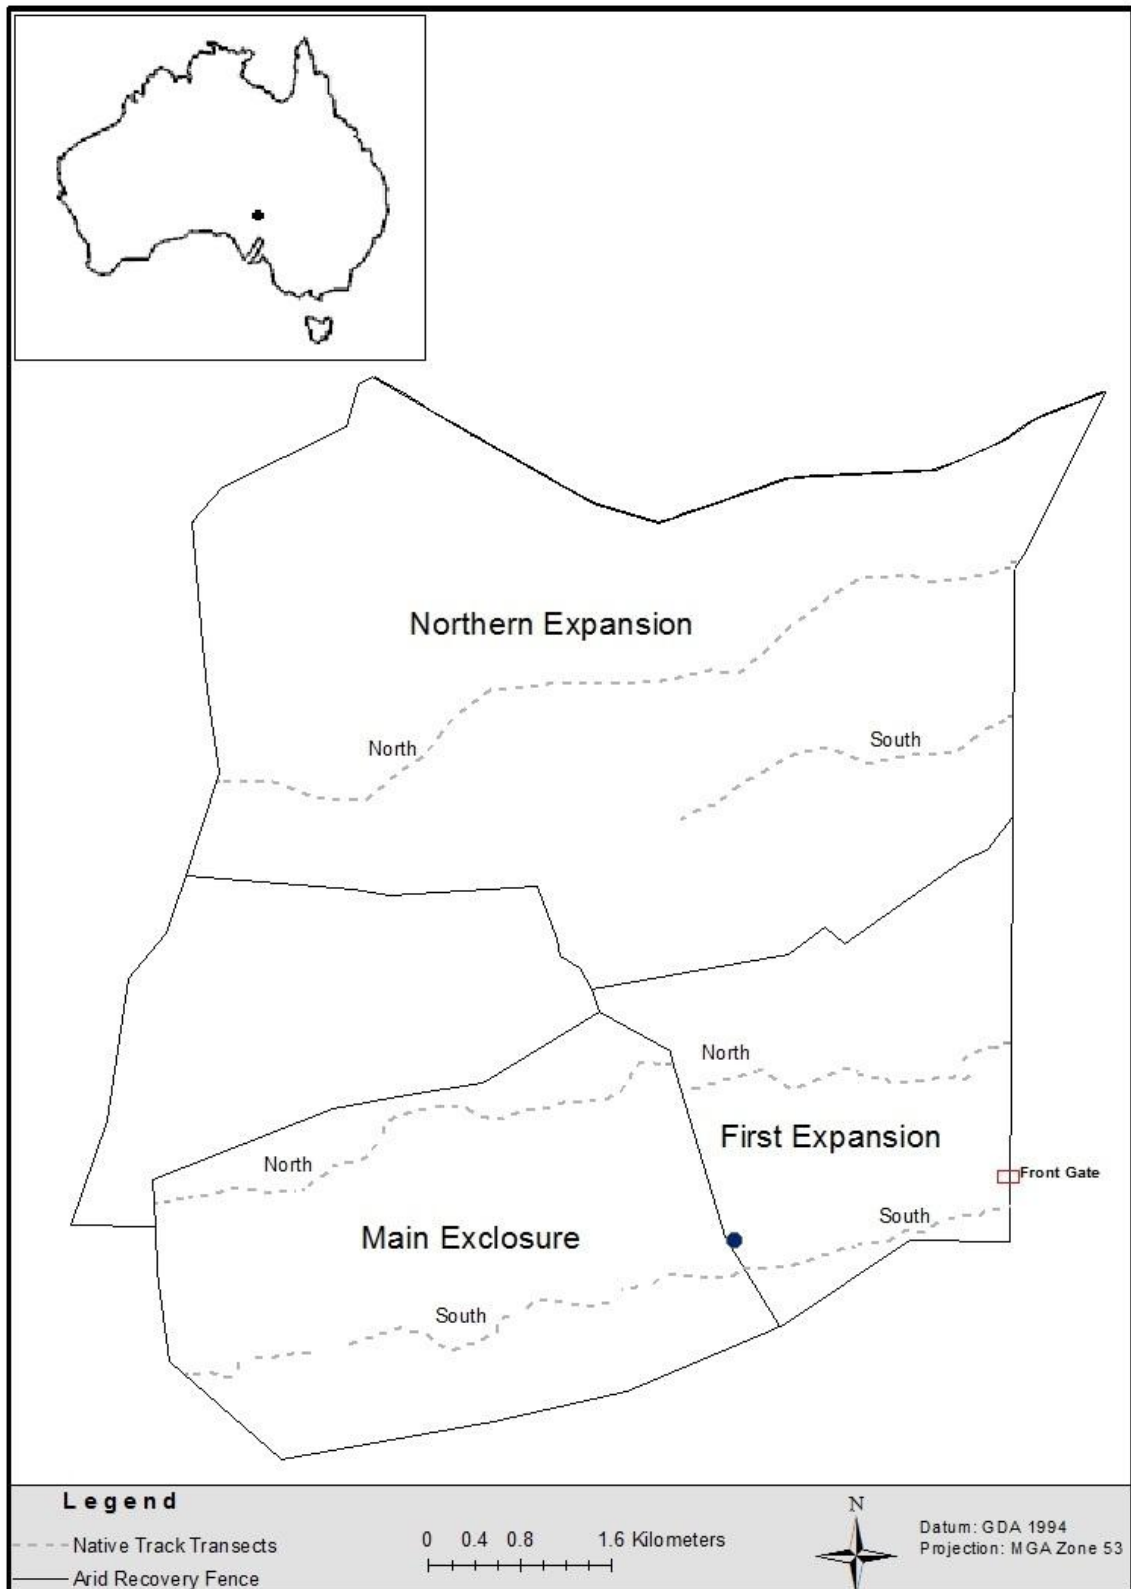 Northern Expansion
North
South
North
First Expansion
North
Front Gate
South
Main Exclosure
South
Legend
Native Track Transects
Arid Recovery Fence
0 0.4 0.8 1.6 Kilometers
N
Datum: GDA 1994
Projection: MGA Zone 53